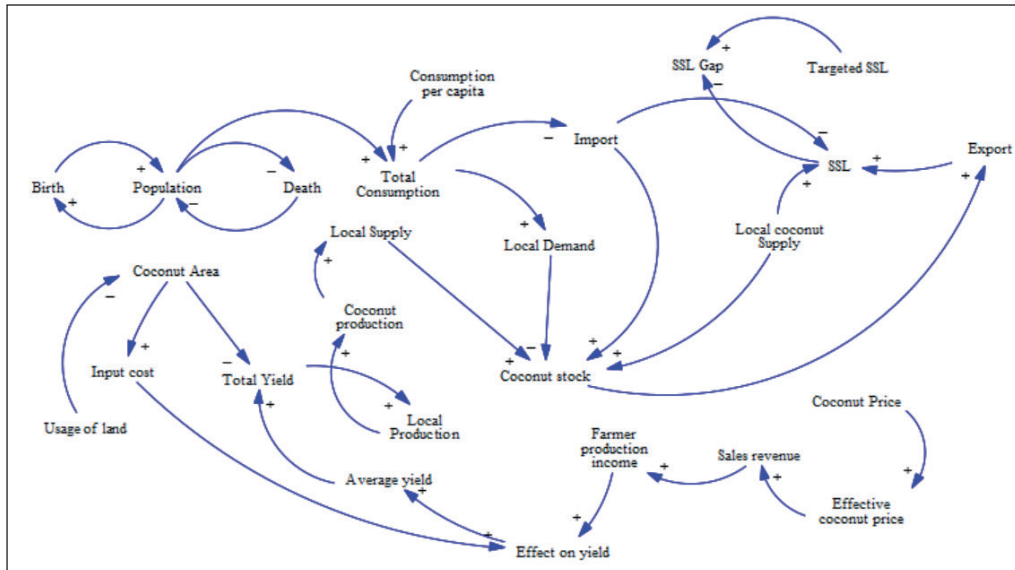 SSL Gap
Targeted SSL
Consumption
per capita
Import
SSL
Export
Birth
Population
Death
Total
Consumption
Local Supply
Local Demand
Local coconut
Supply
Coconut Area
Coconut
production
Input cost
Total Yield
Coconut stock
Usage of land
Local
Production
Farmer
production
income
Coconut Price
Sales revenue
Average yield
Effective
coconut price
Effect on yield